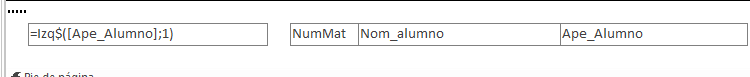 =Izq$([Ape_Alumno];1) NumMat Nom_alumno Ape_Alumno
Pie de página